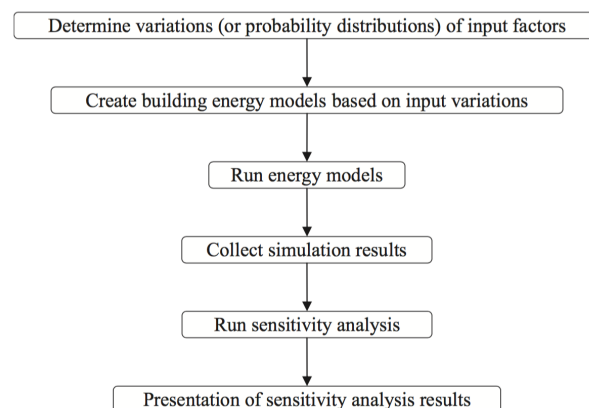 Determine variations (or probability distributions) of input factors
Create building energy models based on input variations
Run energy models
Collect simulation results
Run sensitivity analysis
Presentation of sensitivity analysis results